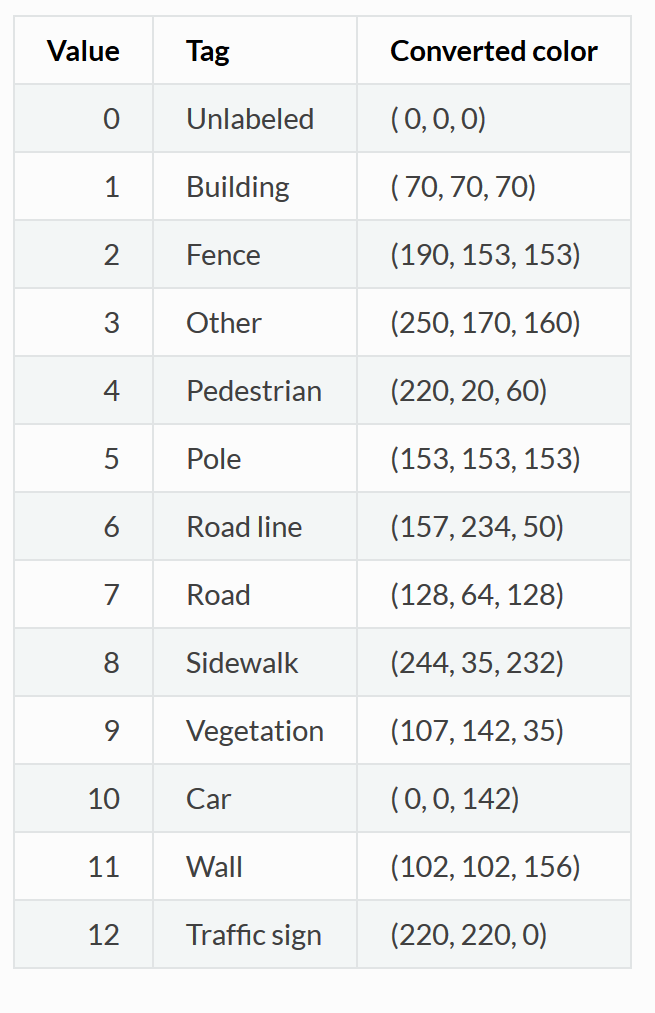 Value Tag Converted color
0 Unlabeled ( 0, 0, 0)
1 Building ( 70, 70, 70)
2 Fence (190, 153, 153)
3 Other (250, 170, 160)
4 Pedestrian (220, 20, 60)
5 Pole (153, 153, 153)
6 Road line (157, 234, 50)
7 Road (128, 64, 128)
8 Sidewalk (244, 35, 232)
9 Vegetation (107, 142, 35)
10 Car ( 0, 0, 142)
11 Wall (102, 102, 156)
12 Traffic sign (220, 220, 0)